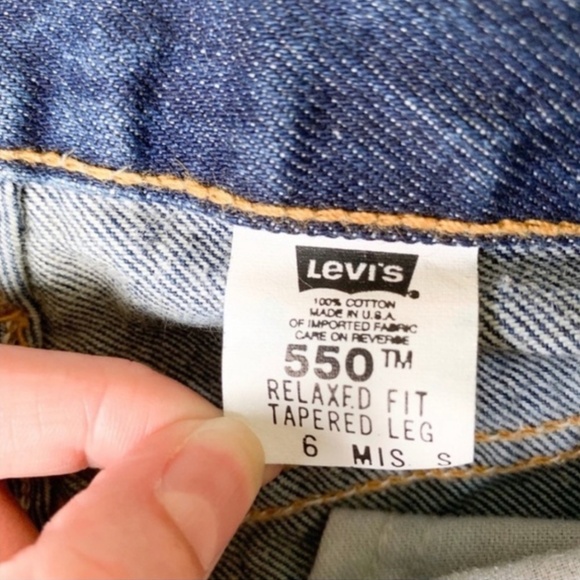 LEVI'S
100% COTTON
MADE IN U.S.A.
OF IMPORTED FABRIC
CARE ON REVERSE
550™
RELAXED FIT
TAPERED LEG
6 MIS S